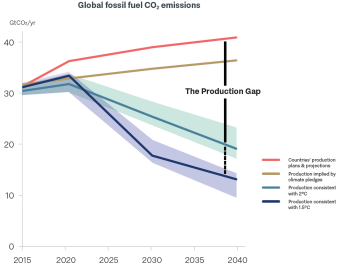 Global fossil fuel CO₂ emissions
GtCO₂/yr
40
30
The Production Gap
20
10
0
2015
2020
2025
2030
2035
2040
Countries' production
plans & projections
Production implied by
climate pledges
Production consistent
with 2°C
Production consistent
with 1.5°C